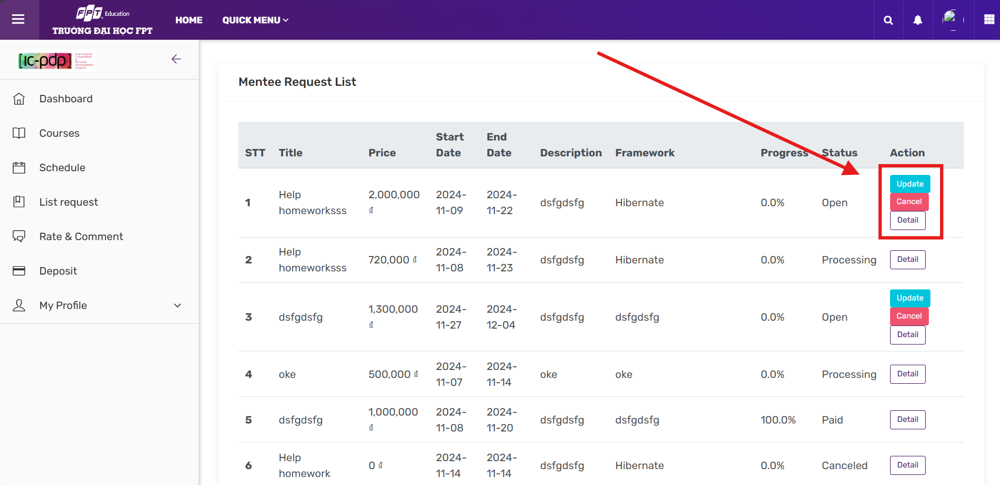 FPT Education
TRƯỜNG ĐẠI HỌC FPT
HOME
QUICK MENU
[ic-pdp]
International
Cooperation
&
Personal
Development
Program
Dashboard
Courses
Schedule
List request
Rate & Comment
Deposit
My Profile
Mentee Request List
STT Title Price Start Date End Date Description Framework Progress Status Action
1 Help homeworksss 2,000,000 ₫ 2024-11-09 2024-11-22 dsfgdsfg Hibernate 0.0% Open Update Cancel Detail
2 Help homeworksss 720,000 ₫ 2024-11-08 2024-11-23 dsfgdsfg Hibernate 0.0% Processing Detail
3 dsfgdsfg 1,300,000 ₫ 2024-11-27 2024-12-04 dsfgdsfg dsfgdsfg 0.0% Open Update Cancel Detail
4 oke 500,000 ₫ 2024-11-07 2024-11-14 oke oke 0.0% Processing Detail
5 dsfgdsfg 1,000,000 ₫ 2024-11-08 2024-11-20 dsfgdsfg dsfgdsfg 100.0% Paid Detail
6 Help homework 0 ₫ 2024-11-14 2024-11-14 dsfgdsfg Hibernate 0.0% Canceled Detail